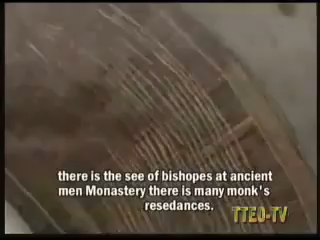 there is the see of bishopes at ancient
men Monastery there is many monk's
resedances.
TTEO-TV